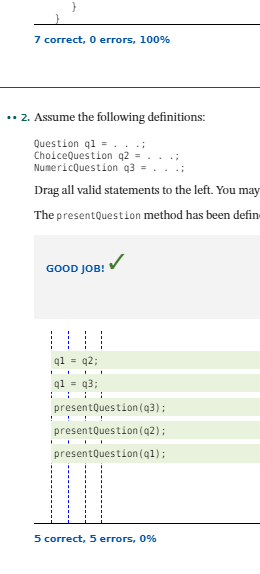 }
}
7 correct, 0 errors, 100%
•• 2. Assume the following definitions:
Question q1 = . . .;
ChoiceQuestion q2 = . . .;
NumericQuestion q3 = . . .;
Drag all valid statements to the left. You may
The presentQuestion method has been define
GOOD JOB!
q1 = q2;
q1 = q3;
presentQuestion(q3);
presentQuestion(q2);
presentQuestion(q1);
5 correct, 5 errors, 0%